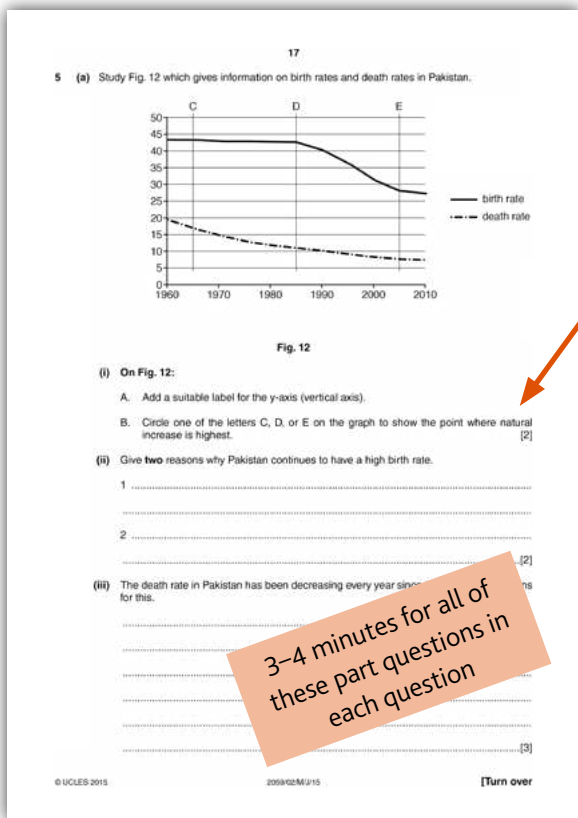 17
5 (a) Study Fig. 12 which gives information on birth rates and death rates in Pakistan.
C D E
50
45
40
35
30
25
20
15
10
5
0
1960 1970 1980 1990 2000 2010
birth rate
death rate
Fig. 12
(i) On Fig. 12:
A. Add a suitable label for the y-axis (vertical axis).
B. Circle one of the letters C, D, or E on the graph to show the point where natural
increase is highest. [2]
(ii) Give two reasons why Pakistan continues to have a high birth rate.
1
2
[2]
(iii) The death rate in Pakistan has been decreasing every year
for this.
3–4 minutes for all of
these part questions in
each question
[3]
© UCLES 2015 2059/02/M/J/15 [Turn over